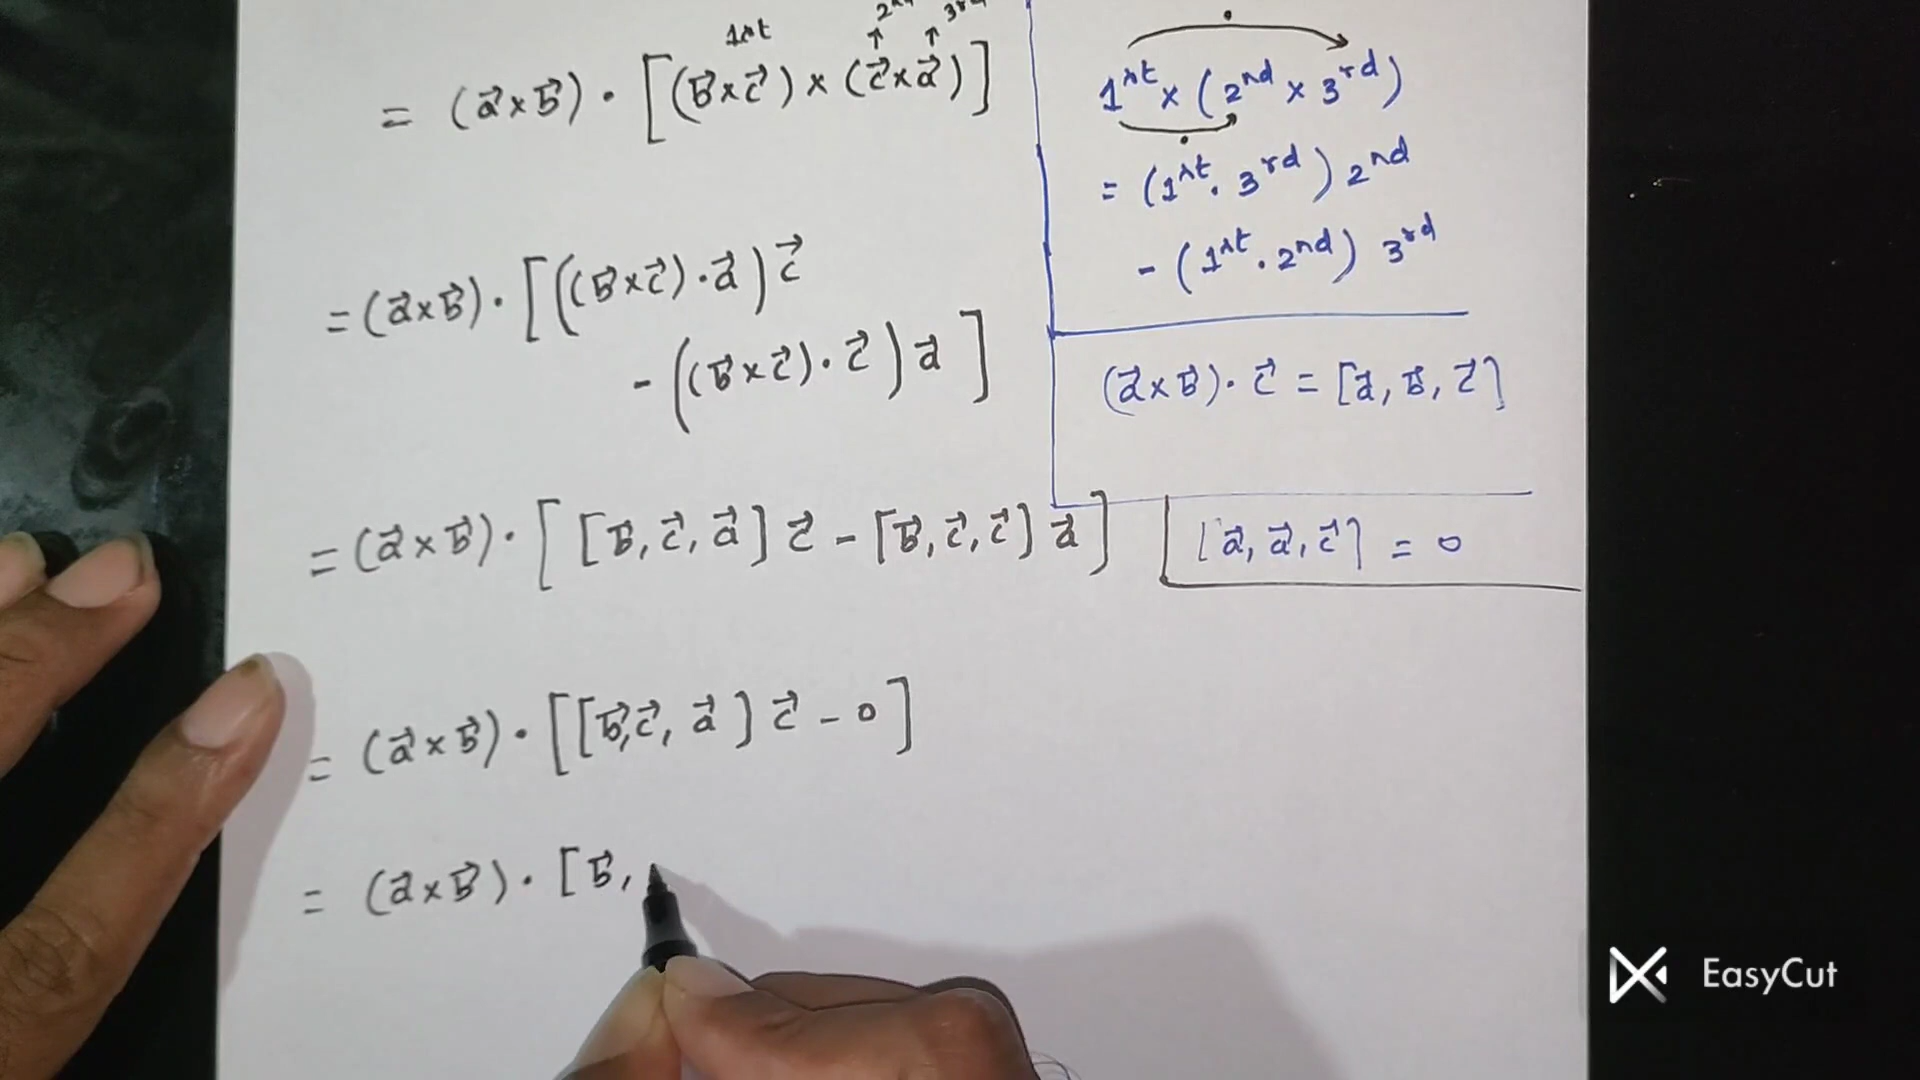 1st 2nd 3rd
= (a⃗ × b⃗) · [(b⃗ × c⃗) × (c⃗ × a⃗)]
= (a⃗ × b⃗) · [((b⃗ × c⃗) · a⃗) c⃗
- ((b⃗ × c⃗) · c⃗) a⃗]
= (a⃗ × b⃗) · [[b⃗, c⃗, a⃗] c⃗ - [b⃗, c⃗, c⃗] a⃗]
= (a⃗ × b⃗) · [[b⃗, c⃗, a⃗] c⃗ - 0]
= (a⃗ × b⃗) · [b⃗,
1st × (2nd × 3rd)
= (1st · 3rd) 2nd
- (1st · 2nd) 3rd
(a⃗ × b⃗) · c⃗ = [a⃗, b⃗, c⃗]
[a⃗, a⃗, c⃗] = 0
EasyCut